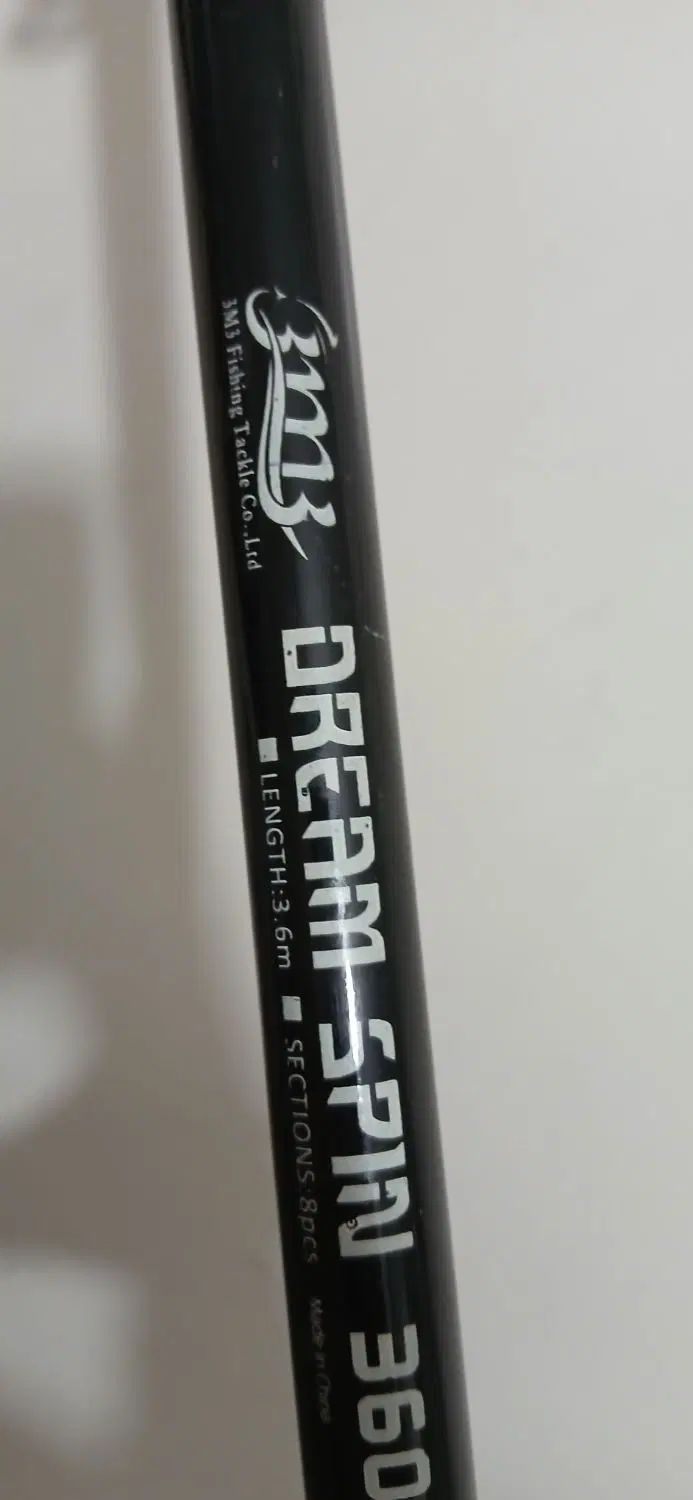 3M3
3M3 Fishing Tackle Co.,Ltd
DREAM SPIN 360
LENGTH:3.6m SECTIONS:8pcs Made in China